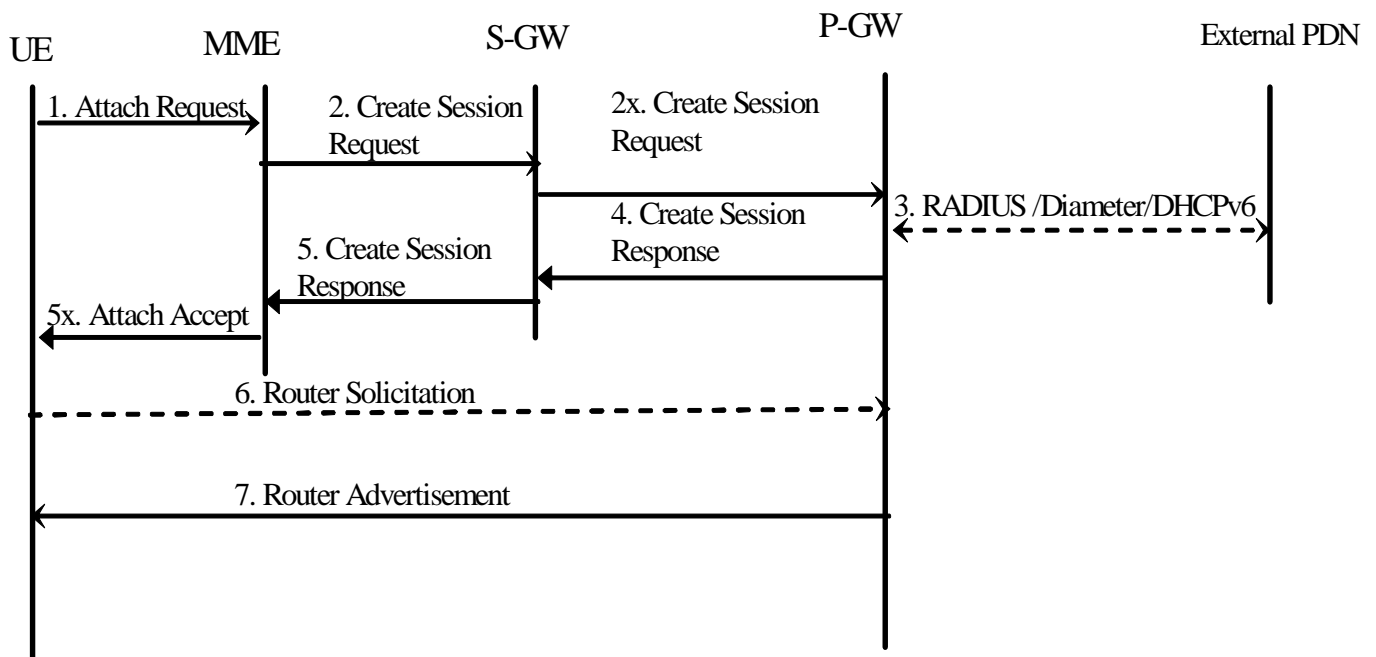 UE
MME
S-GW
P-GW
External PDN
1. Attach Request
2. Create Session
Request
2x. Create Session
Request
3. RADIUS /Diameter/DHCPv6
4. Create Session
Response
5. Create Session
Response
5x. Attach Accept
6. Router Solicitation
7. Router Advertisement